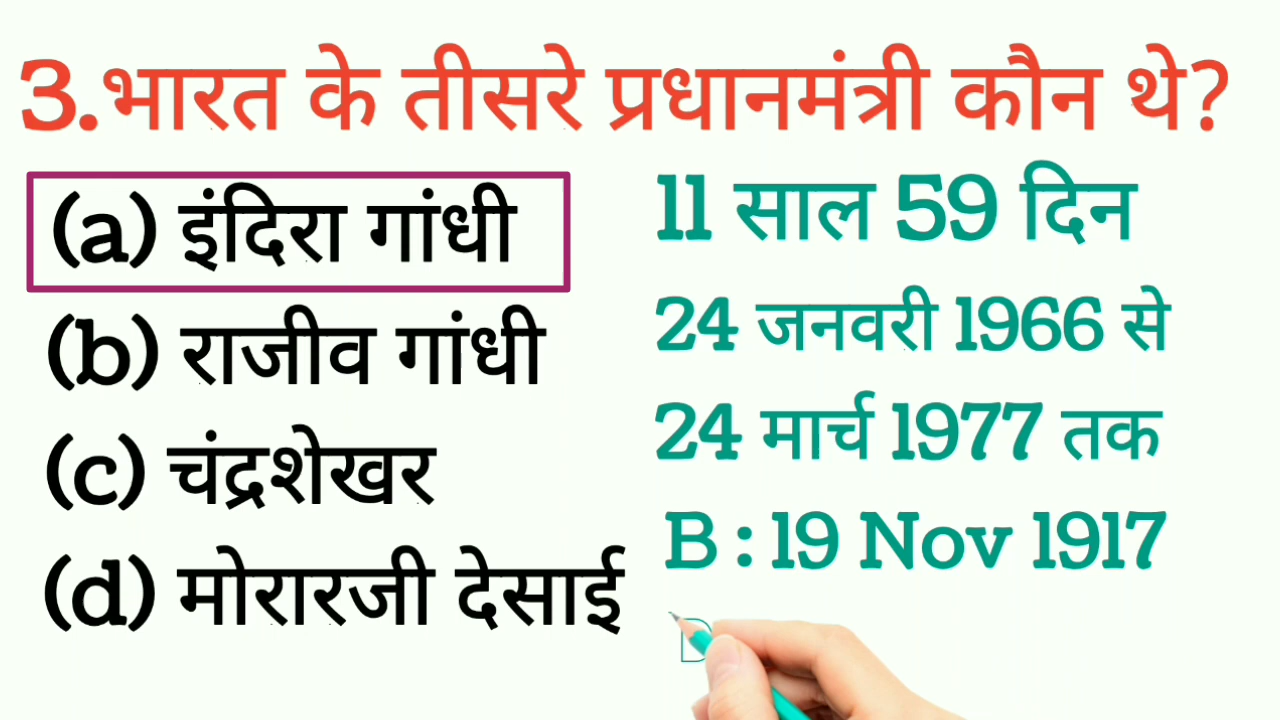 3.भारत के तीसरे प्रधानमंत्री कौन थे?
(a) इंदिरा गांधी
(b) राजीव गांधी
(c) चंद्रशेखर
(d) मोरारजी देसाई
11 साल 59 दिन
24 जनवरी 1966 से
24 मार्च 1977 तक
B : 19 Nov 1917
D